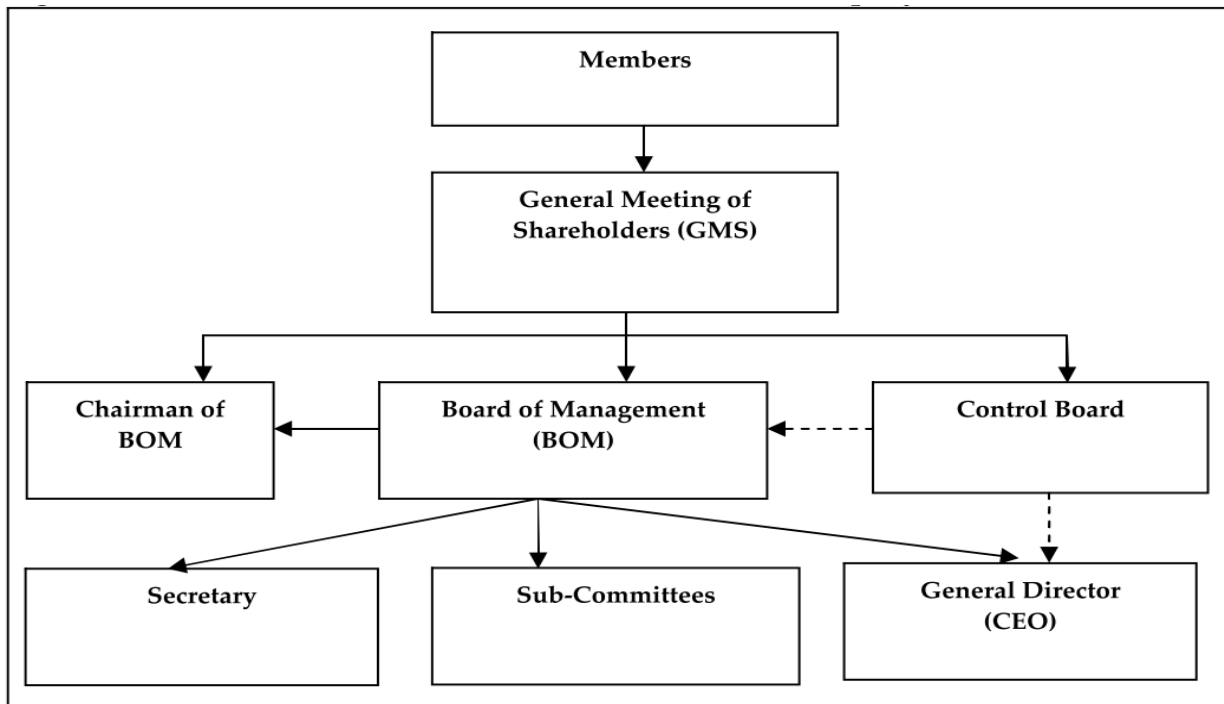 Members
General Meeting of
Shareholders (GMS)
Chairman of
BOM
Board of Management
(BOM)
Control Board
Secretary
Sub-Committees
General Director
(CEO)